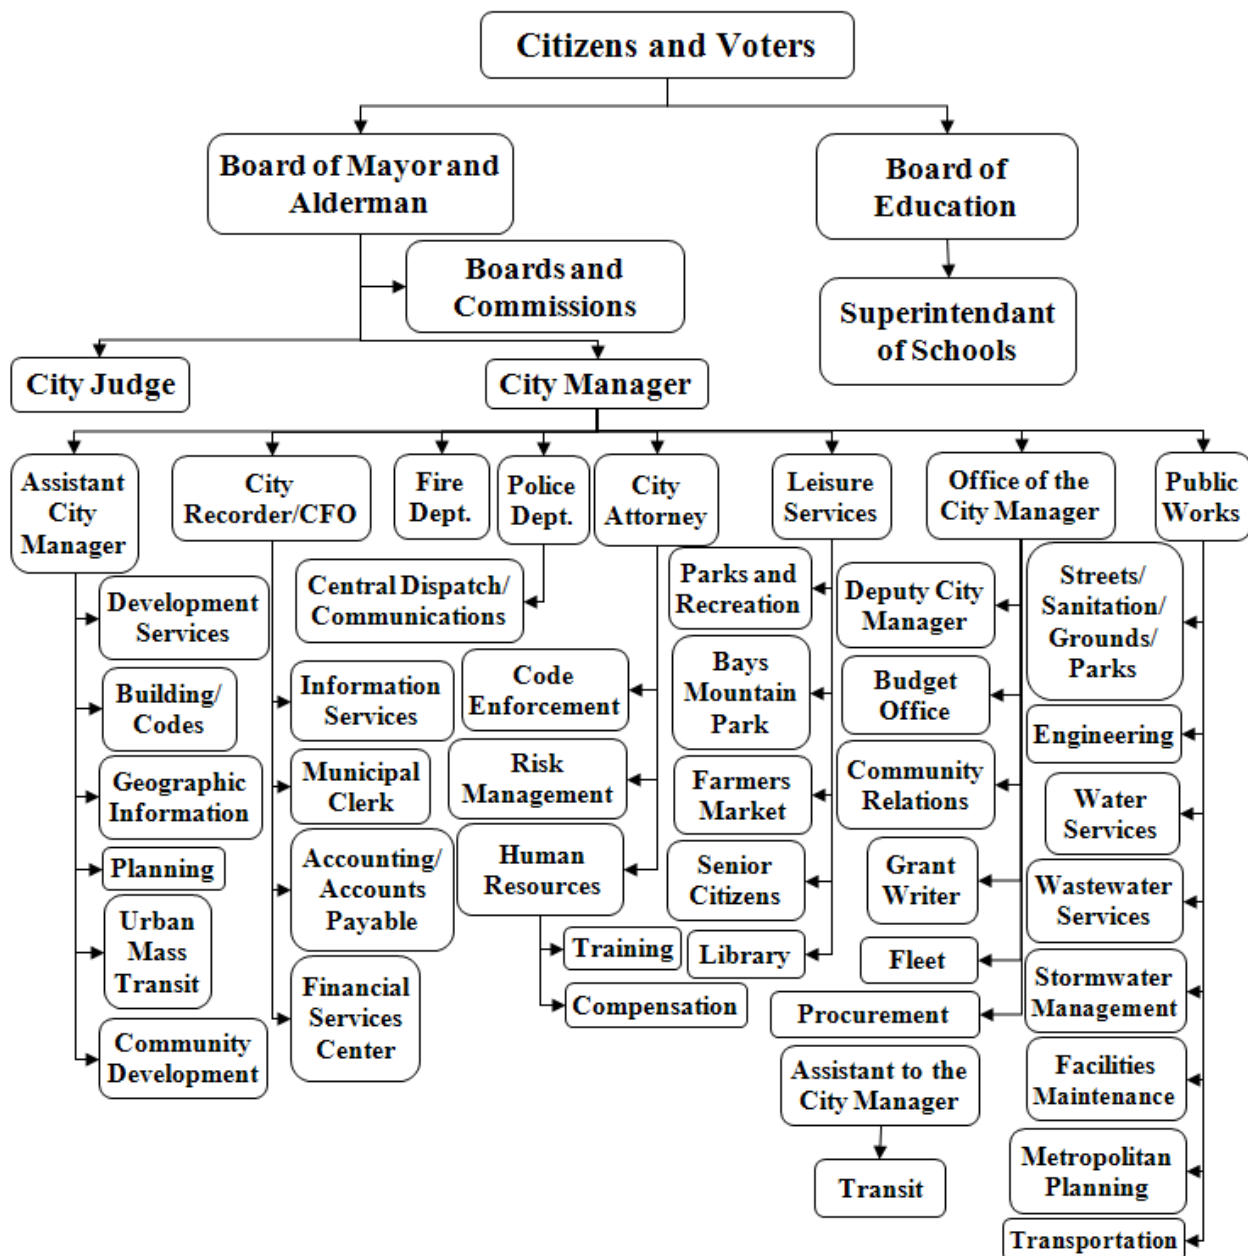 Citizens and Voters
Board of Mayor and
Alderman
Board of
Education
Boards and
Commissions
Superintendant
of Schools
City Judge
City Manager
Assistant
City
Manager
City
Recorder/CFO
Fire
Dept.
Police
Dept.
City
Attorney
Leisure
Services
Office of the
City Manager
Public
Works
Development
Services
Building/
Codes
Geographic
Information
Planning
Urban
Mass
Transit
Community
Development
Information
Services
Municipal
Clerk
Accounting/
Accounts
Payable
Financial
Services
Center
Central Dispatch/
Communications
Code
Enforcement
Risk
Management
Human
Resources
Training
Compensation
Parks and
Recreation
Bays
Mountain
Park
Farmers
Market
Senior
Citizens
Library
Deputy City
Manager
Budget
Office
Community
Relations
Grant
Writer
Fleet
Procurement
Assistant to the
City Manager
Transit
Streets/
Sanitation/
Grounds/
Parks
Engineering
Water
Services
Wastewater
Services
Stormwater
Management
Facilities
Maintenance
Metropolitan
Planning
Transportation